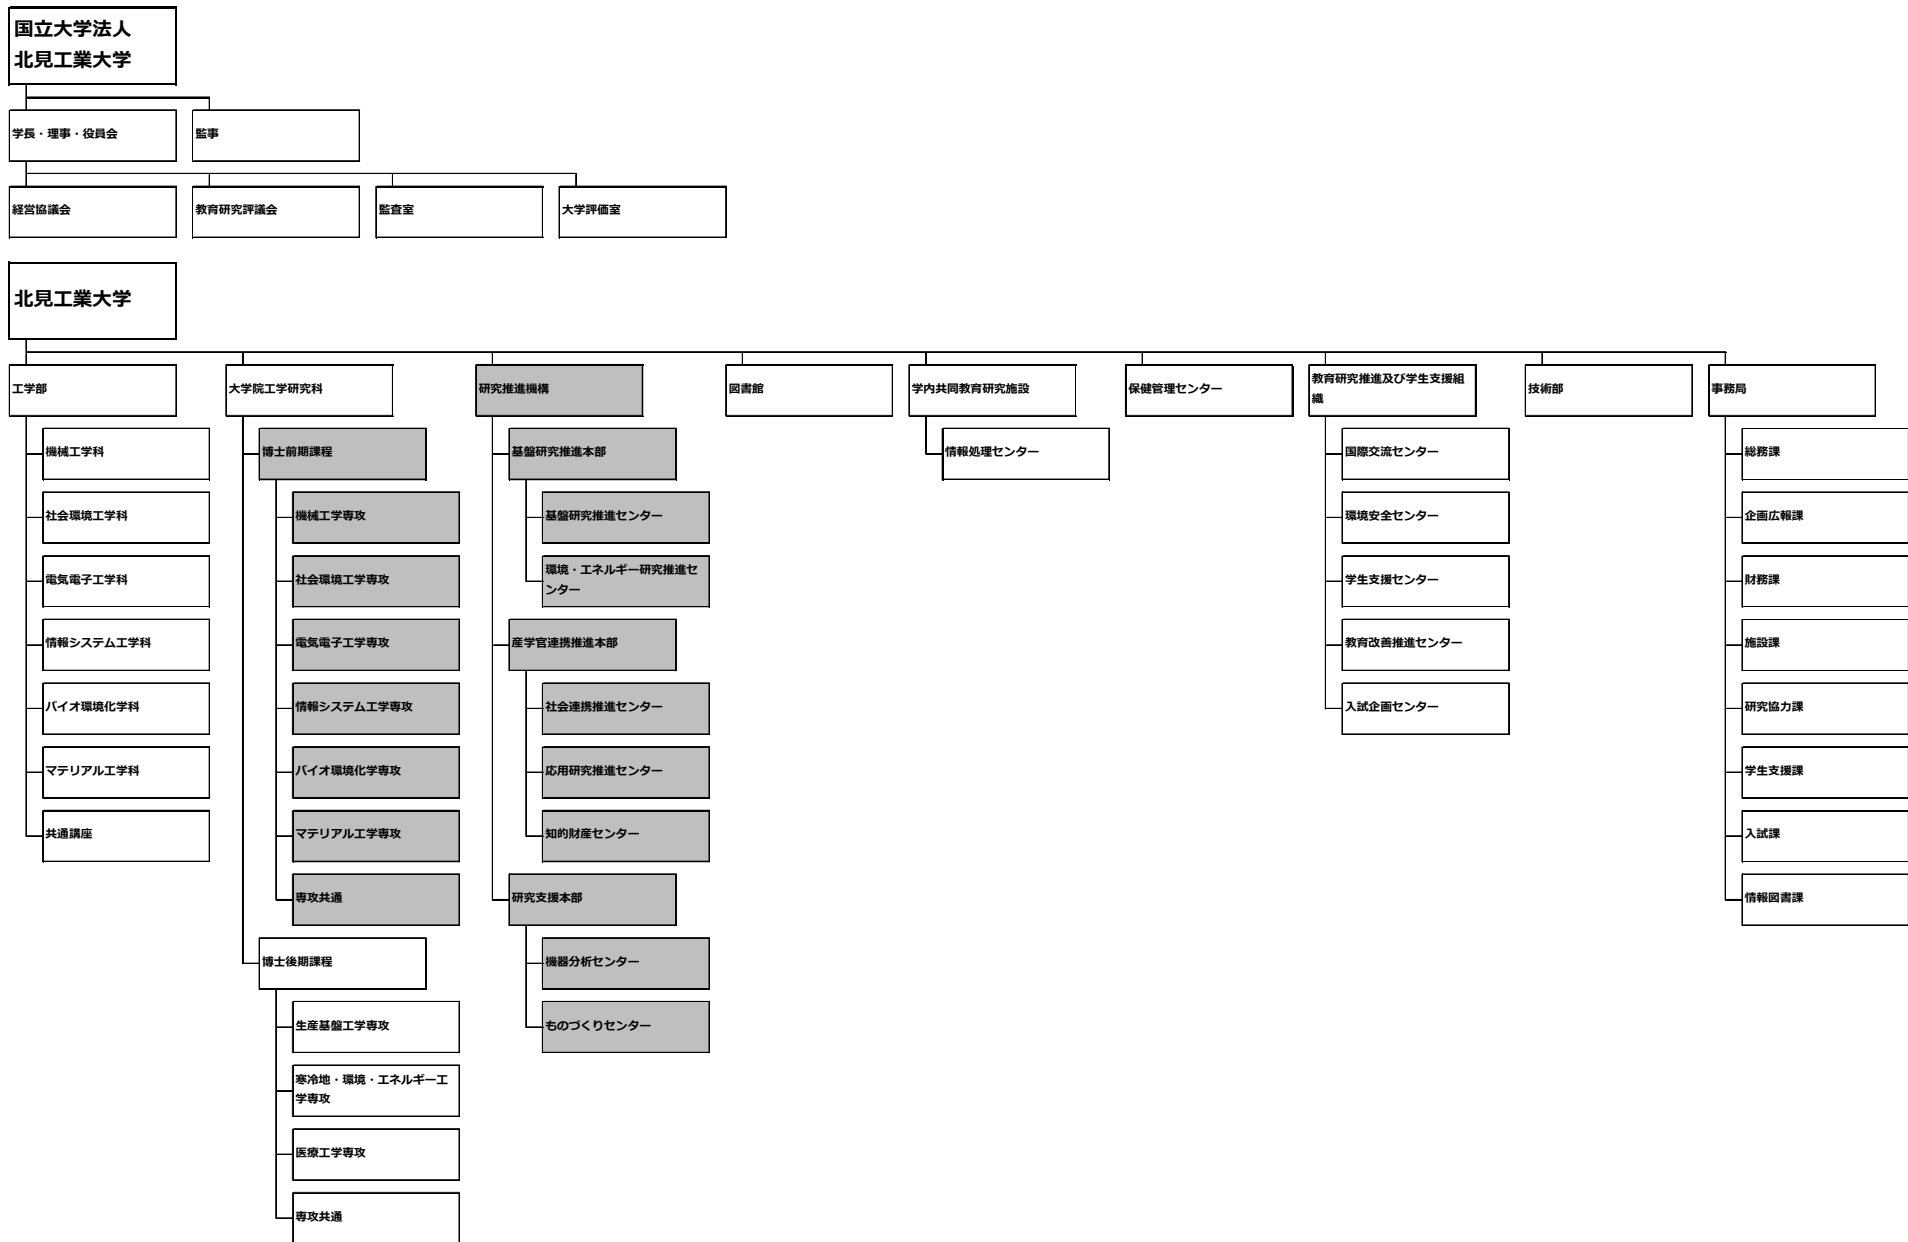 国立大学法人
北見工業大学
学長・理事・役員会
監事
経営協議会
教育研究評議会
監査室
大学評価室
北見工業大学
工学部
機械工学科
社会環境工学科
電気電子工学科
情報システム工学科
バイオ環境化学科
マテリアル工学科
共通講座
大学院工学研究科
博士前期課程
機械工学専攻
社会環境工学専攻
電気電子工学専攻
情報システム工学専攻
バイオ環境化学専攻
マテリアル工学専攻
専攻共通
博士後期課程
生産基盤工学専攻
寒冷地・環境・エネルギー工
学専攻
医療工学専攻
専攻共通
研究推進機構
基盤研究推進本部
基盤研究推進センター
環境・エネルギー研究推進セ
ンター
産学官連携推進本部
社会連携推進センター
応用研究推進センター
知的財産センター
研究支援本部
機器分析センター
ものづくりセンター
図書館
学内共同教育研究施設
情報処理センター
保健管理センター
教育研究推進及び学生支援組
織
国際交流センター
環境安全センター
学生支援センター
教育改善推進センター
入試企画センター
技術部
事務局
総務課
企画広報課
財務課
施設課
研究協力課
学生支援課
入試課
情報図書課